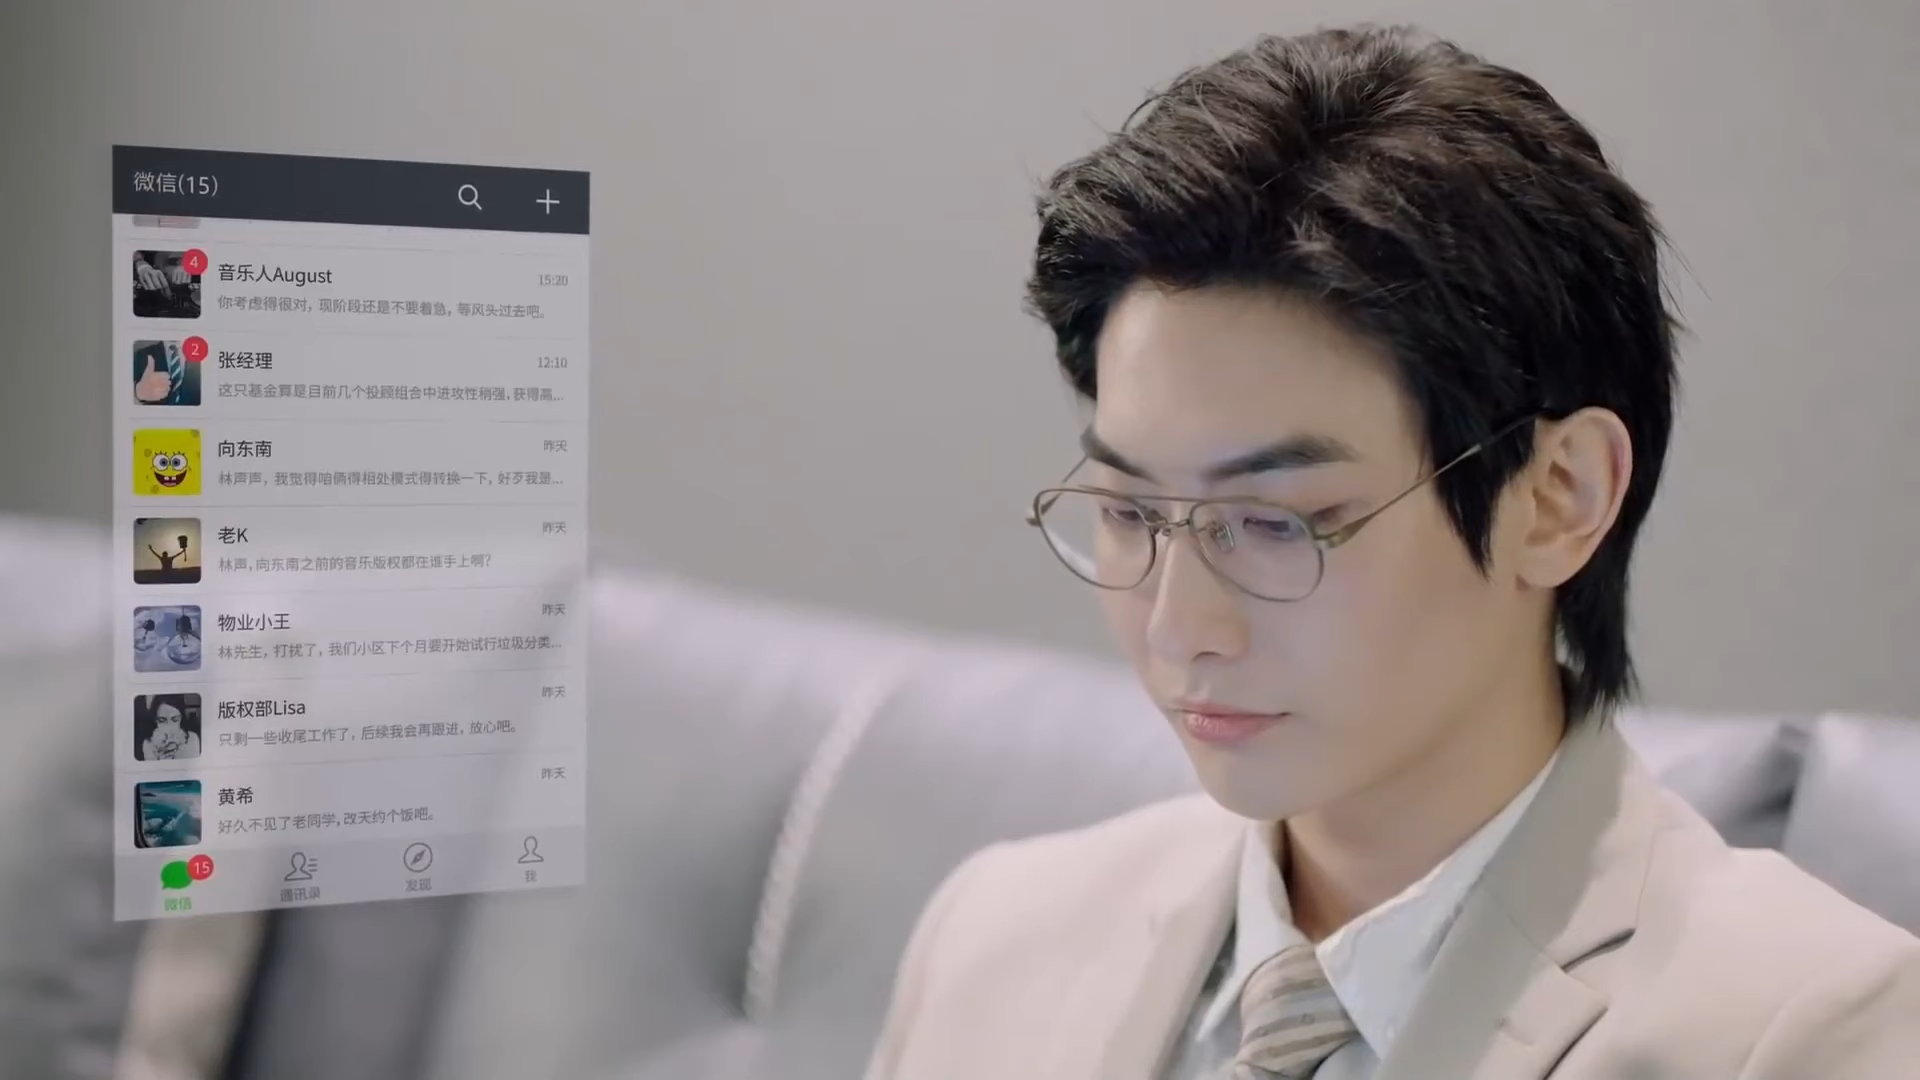 微信(15)
4
音乐人August
15:20
你考虑得很对，现阶段还是不要着急，等风头过去吧。
2
张经理
12:10
这只基金算是目前几个投顾组合中进攻性稍强，获得高...
向东南
昨天
林声声，我觉得咱俩得相处模式得转换一下，好歹我是...
老K
昨天
林声，向东南之前的音乐版权都在谁手上啊？
物业小王
昨天
林先生，打扰了，我们小区下个月要开始试行垃圾分类...
版权部Lisa
昨天
只剩一些收尾工作了，后续我会再跟进，放心吧。
黄希
昨天
好久不见了老同学，改天约个饭吧。
15
微信
通讯录
发现
我